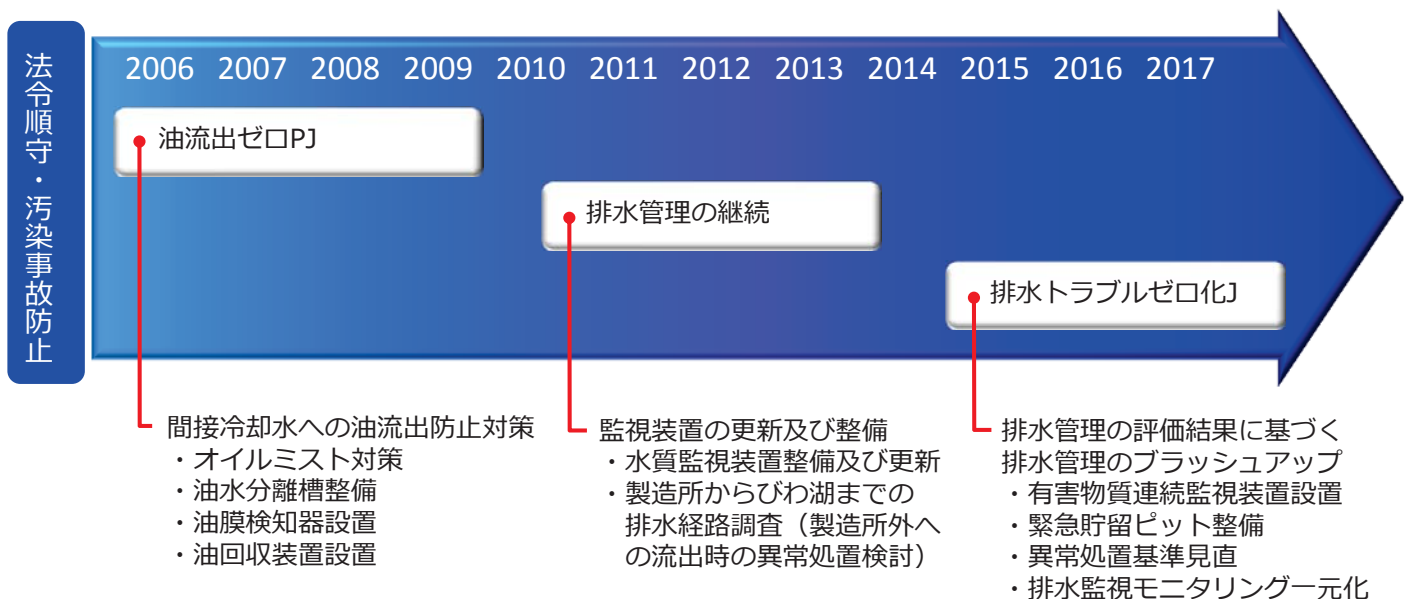 法令順守・汚染事故防止
2006 2007 2008 2009 2010 2011 2012 2013 2014 2015 2016 2017
油流出ゼロPJ
排水管理の継続
排水トラブルゼロ化J
間接冷却水への油流出防止対策
・オイルミスト対策
・油水分離槽整備
・油膜検知器設置
・油回収装置設置
監視装置の更新及び整備
・水質監視装置整備及び更新
・製造所からびわ湖までの
排水経路調査（製造所外へ
の流出時の異常処置検討）
排水管理の評価結果に基づく
排水管理のブラッシュアップ
・有害物質連続監視装置設置
・緊急貯留ピット整備
・異常処置基準見直
・排水監視モニタリング一元化